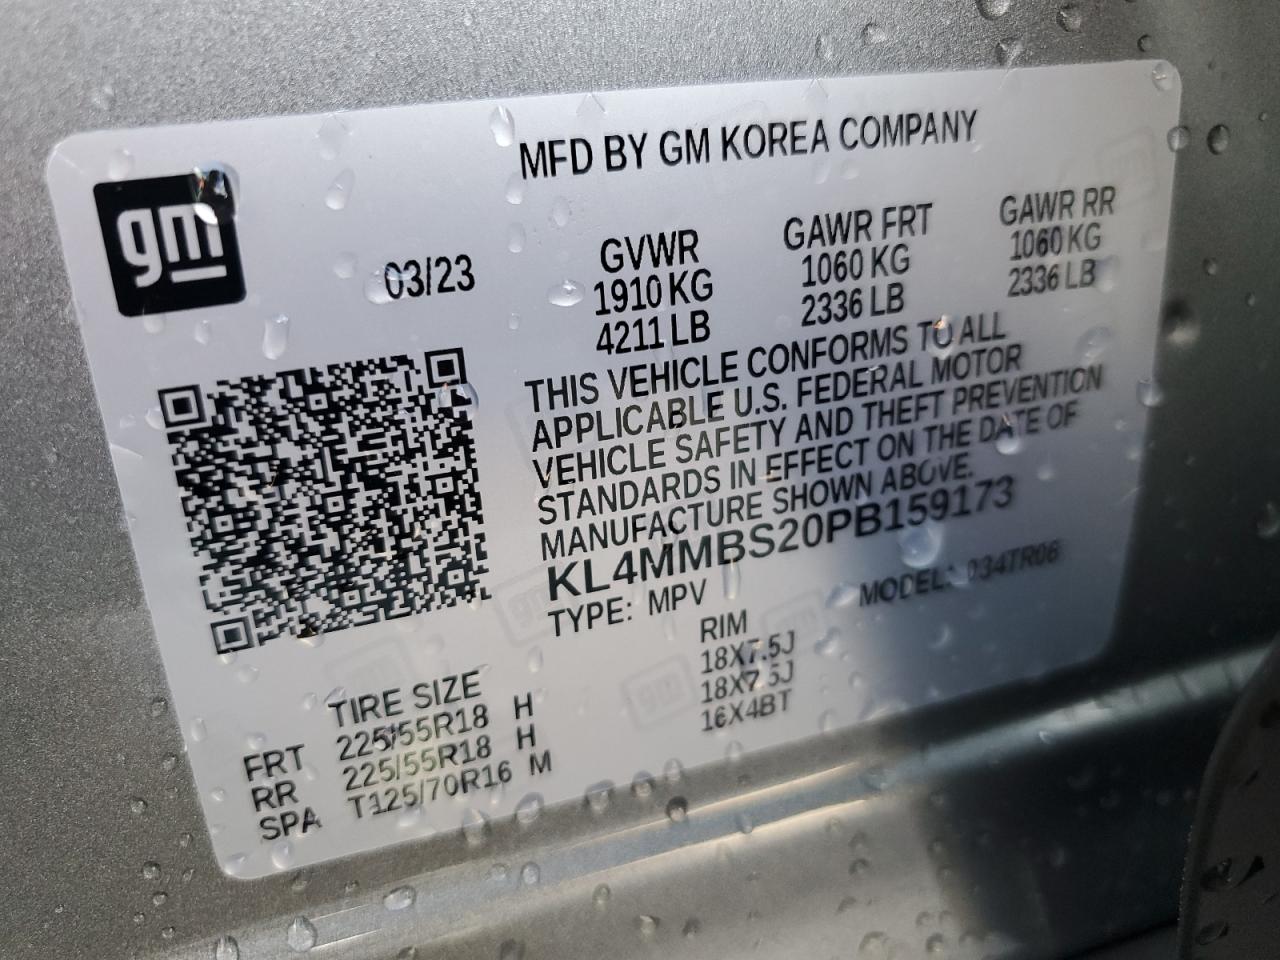 MFD BY GM KOREA COMPANY
gm
03/23
GVWR GAWR FRT GAWR RR
1910 KG 1060 KG 1060 KG
4211 LB 2336 LB 2336 LB
THIS VEHICLE CONFORMS TO ALL
APPLICABLE U.S. FEDERAL MOTOR
VEHICLE SAFETY AND THEFT PREVENTION
STANDARDS IN EFFECT ON THE DATE OF
MANUFACTURE SHOWN ABOVE.
KL4MMBS20PB159173
TYPE: MPV MODEL:
TIRE SIZE RIM
FRT 225/55R18 H 18X7.5J
RR 225/55R18 H 18X7.5J
SPA T125/70R16 M 16X4BT